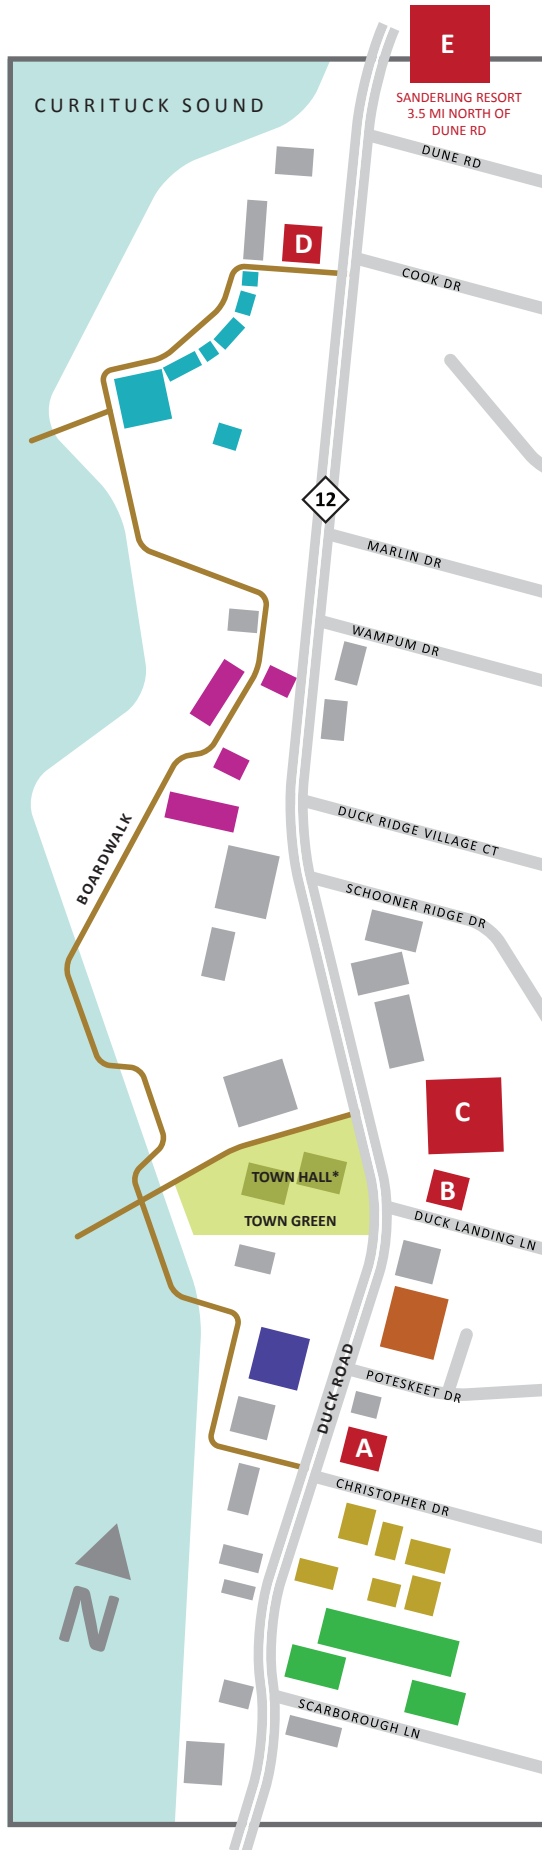 E
SANDERLING RESORT
3.5 MI NORTH OF
DUNE RD
CURRITUCK SOUND
DUNE RD
D
COOK DR
12
MARLIN DR
WAMPUM DR
DUCK RIDGE VILLAGE CT
BOARDWALK
SCHOONER RIDGE DR
C
TOWN HALL*
B
TOWN GREEN
DUCK LANDING LN
DUCK ROAD
POTESKEET DR
A
CHRISTOPHER DR
N
SCARBOROUGH LN